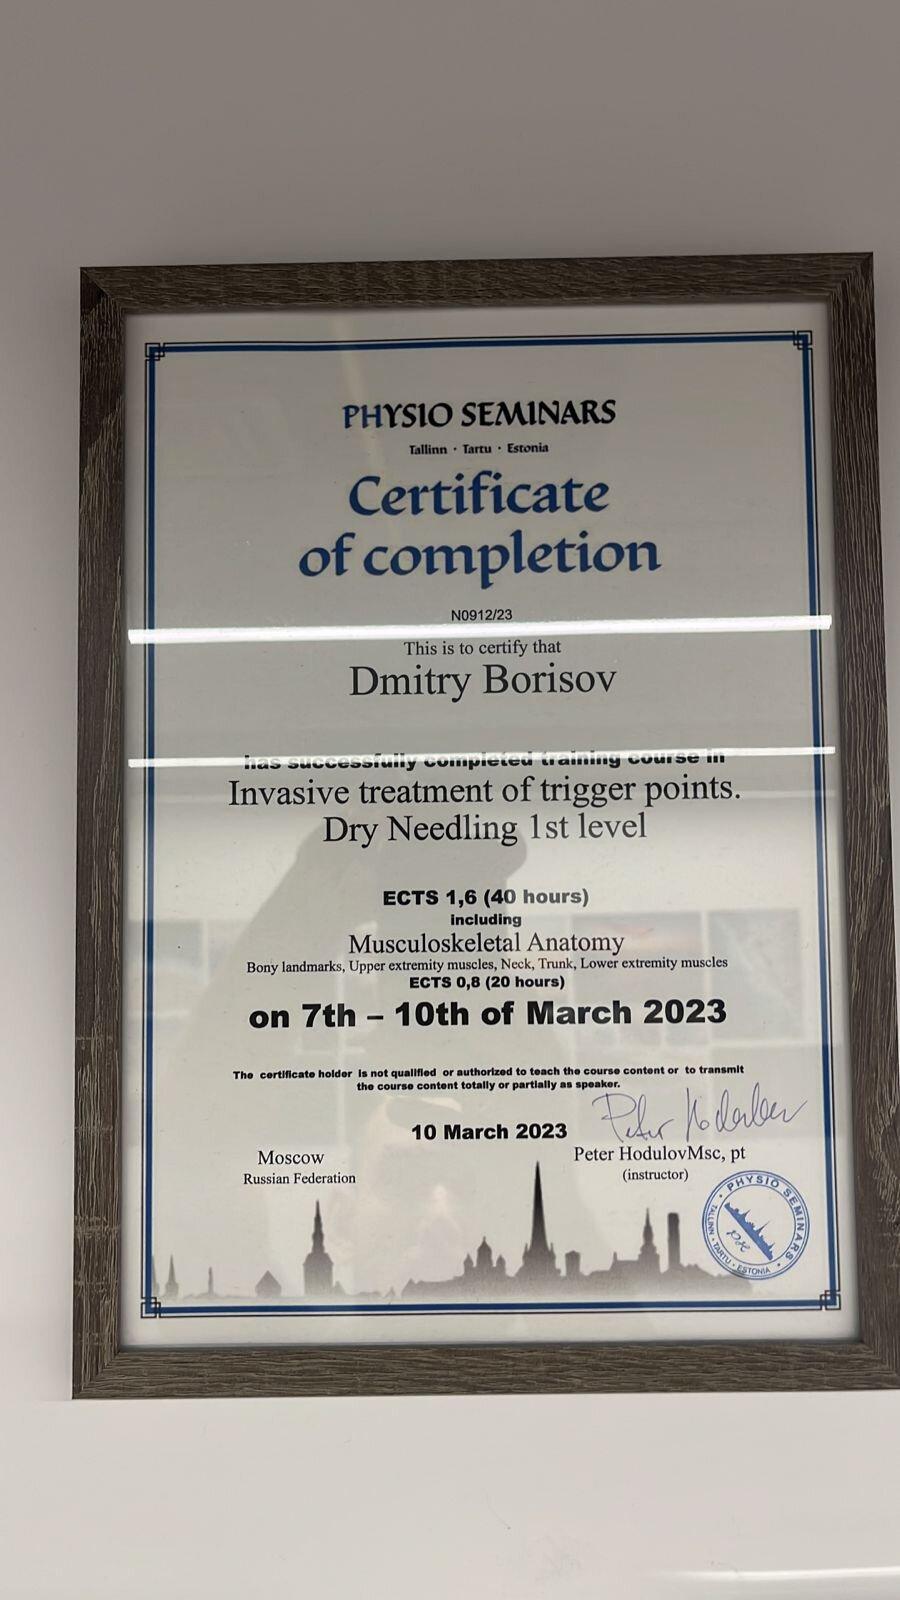 PHYSIO SEMINARS
Tallinn · Tartu · Estonia
Certificate
of completion
N0912/23
This is to certify that
Dmitry Borisov
has successfully completed training course in
Invasive treatment of trigger points.
Dry Needling 1st level
ECTS 1,6 (40 hours)
including
Musculoskeletal Anatomy
Bony landmarks, Upper extremity muscles, Neck, Trunk, Lower extremity muscles
ECTS 0,8 (20 hours)
on 7th – 10th of March 2023
The certificate holder is not qualified or authorized to teach the course content or to transmit
the course content totally or partially as speaker.
10 March 2023
Moscow
Russian Federation
Peter HodulovMsc, pt
(instructor)
PHYSIO SEMINARS
TALLINN · TARTU · ESTONIA